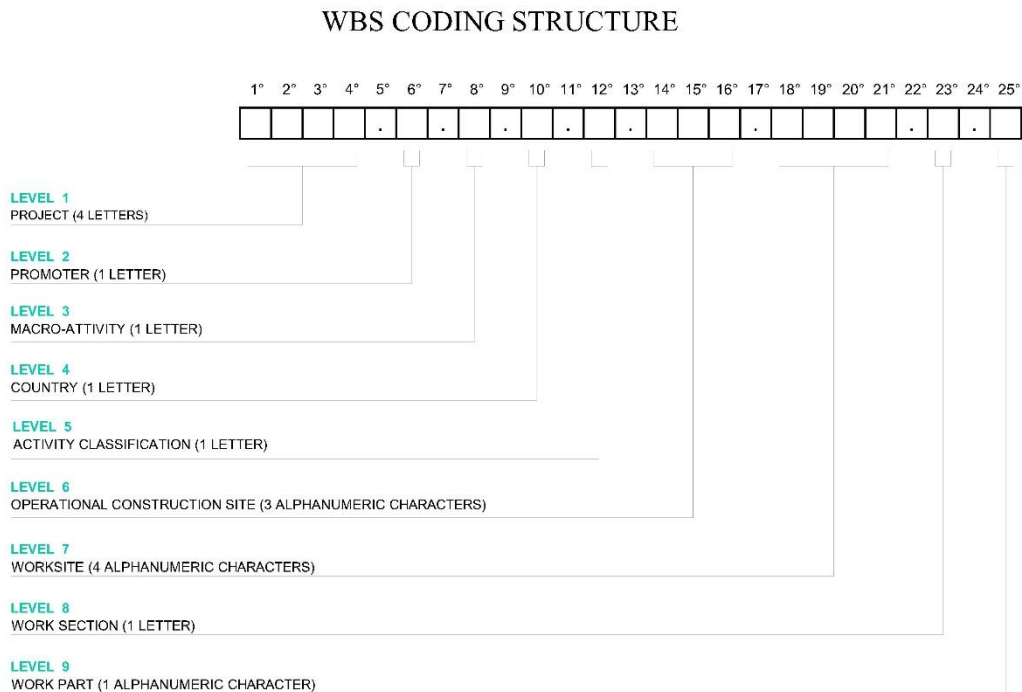 WBS CODING STRUCTURE
1° 2° 3° 4° 5° 6° 7° 8° 9° 10° 11° 12° 13° 14° 15° 16° 17° 18° 19° 20° 21° 22° 23° 24° 25°
. . . . . . . .
LEVEL 1
PROJECT (4 LETTERS)
LEVEL 2
PROMOTER (1 LETTER)
LEVEL 3
MACRO-ATTIVITY (1 LETTER)
LEVEL 4
COUNTRY (1 LETTER)
LEVEL 5
ACTIVITY CLASSIFICATION (1 LETTER)
LEVEL 6
OPERATIONAL CONSTRUCTION SITE (3 ALPHANUMERIC CHARACTERS)
LEVEL 7
WORKSITE (4 ALPHANUMERIC CHARACTERS)
LEVEL 8
WORK SECTION (1 LETTER)
LEVEL 9
WORK PART (1 ALPHANUMERIC CHARACTER)